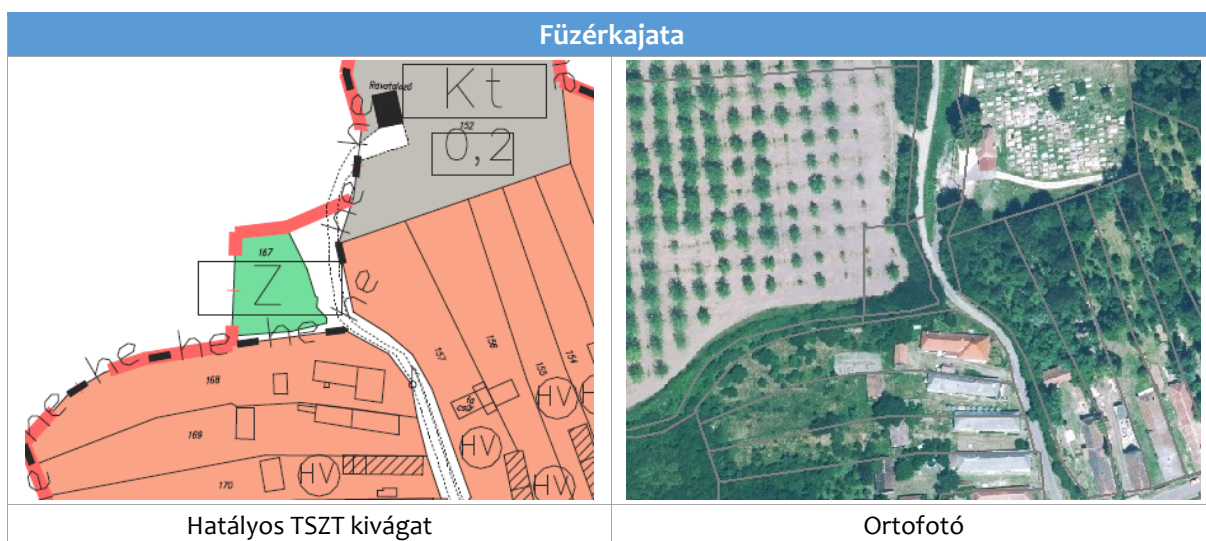 Füzérkajata
Ravatalozó
Kt
152
0,2
167
Z
he
he
he
he
he
he
he
168
157
156
155
154
169
170
HV
HV
HV
HV
Hatályos TSZT kivágat
Ortofotó